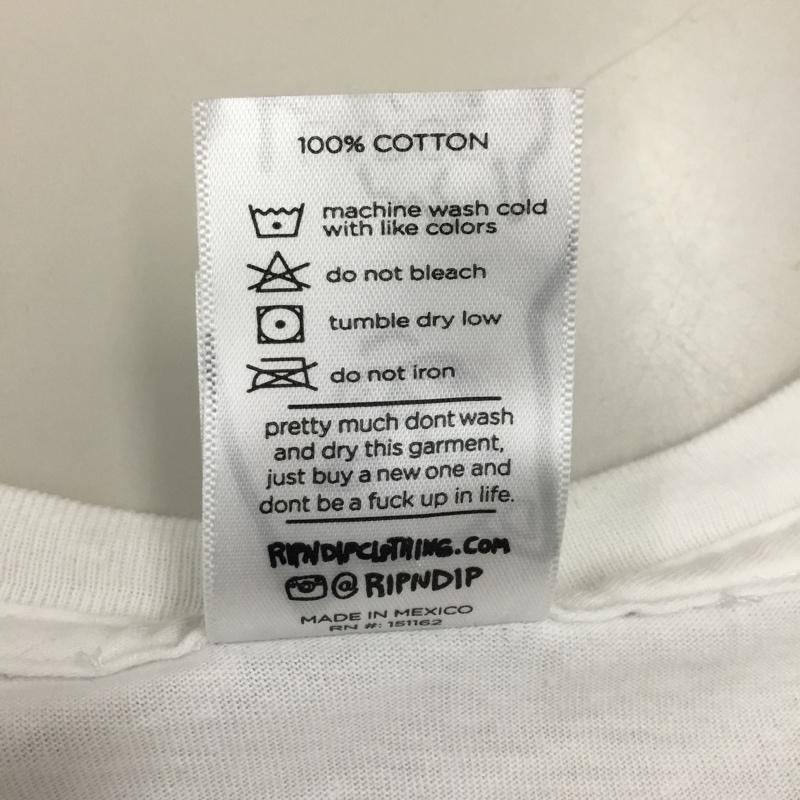 100% COTTON
machine wash cold
with like colors
do not bleach
tumble dry low
do not iron
pretty much dont wash
and dry this garment,
just buy a new one and
dont be a fuck up in life.
RIPNDIPCLOTHING.COM
@RIPNDIP
MADE IN MEXICO
RN #: 151162